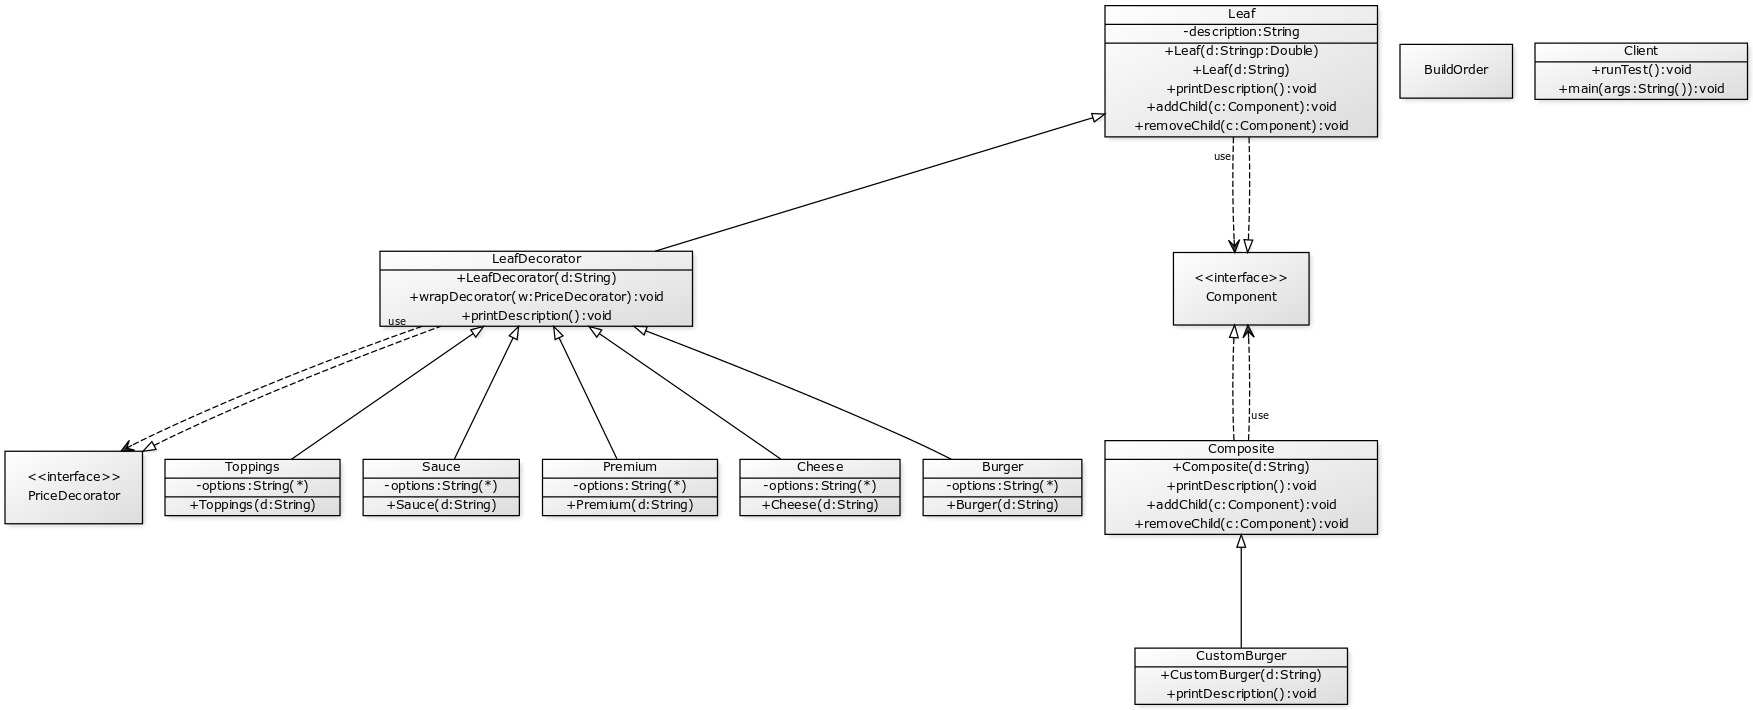 Leaf
-description:String
+Leaf(d:Stringp:Double)
+Leaf(d:String)
+printDescription():void
+addChild(c:Component):void
+removeChild(c:Component):void
BuildOrder
Client
+runTest():void
+main(args:String()):void
use
LeafDecorator
+LeafDecorator(d:String)
+wrapDecorator(w:PriceDecorator):void
+printDescription():void
use
<<interface>>
Component
use
<<interface>>
PriceDecorator
Toppings
-options:String(*)
+Toppings(d:String)
Sauce
-options:String(*)
+Sauce(d:String)
Premium
-options:String(*)
+Premium(d:String)
Cheese
-options:String(*)
+Cheese(d:String)
Burger
-options:String(*)
+Burger(d:String)
Composite
+Composite(d:String)
+printDescription():void
+addChild(c:Component):void
+removeChild(c:Component):void
CustomBurger
+CustomBurger(d:String)
+printDescription():void